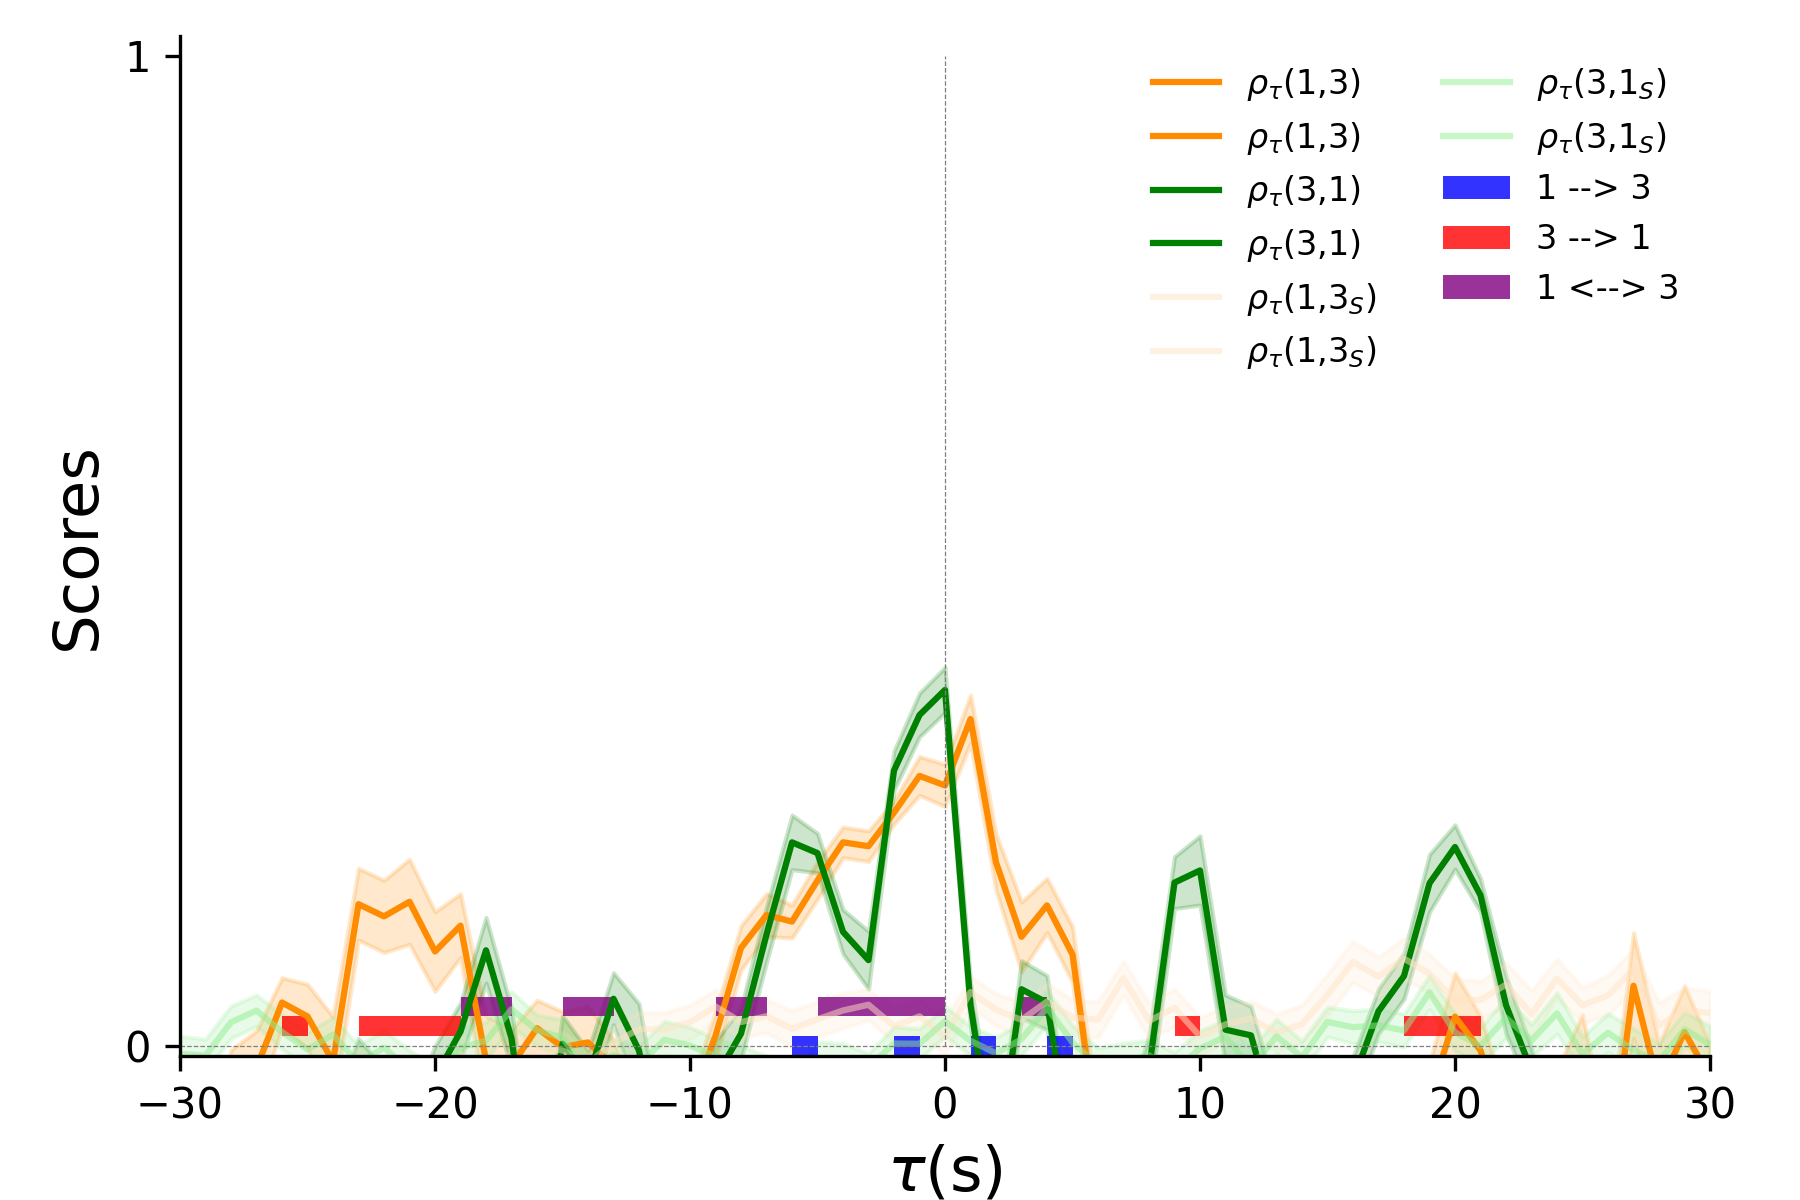 1
0
Scores
−30 −20 −10 0 10 20 30
τ(s)
ρτ(1,3)
ρτ(1,3)
ρτ(3,1)
ρτ(3,1)
ρτ(1,3S)
ρτ(1,3S)
ρτ(3,1S)
ρτ(3,1S)
1 --> 3
3 --> 1
1 <--> 3